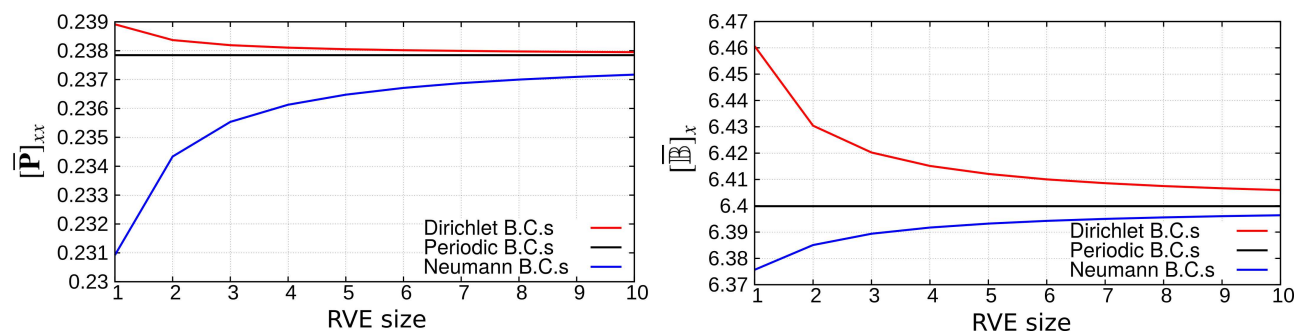 0.239
0.238
0.237
0.236
0.235
0.234
0.233
0.232
0.231
0.23
[P̅]xx
Dirichlet B.C.s
Periodic B.C.s
Neumann B.C.s
1 2 3 4 5 6 7 8 9 10
RVE size
6.47
6.46
6.45
6.44
6.43
6.42
6.41
6.4
6.39
6.38
6.37
[𝔹̅]x
Dirichlet B.C.s
Periodic B.C.s
Neumann B.C.s
1 2 3 4 5 6 7 8 9 10
RVE size